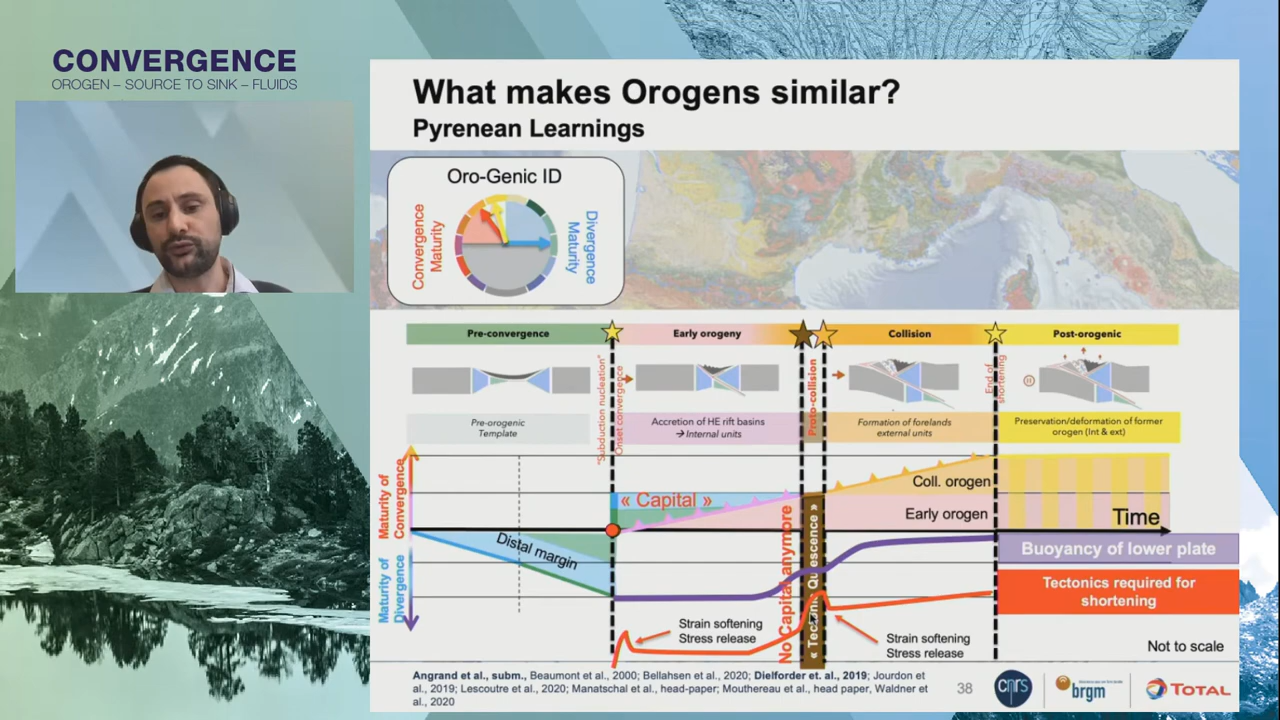 CONVERGENCE
OROGEN – SOURCE TO SINK – FLUIDS
What makes Orogens similar?
Pyrenean Learnings
Oro-Genic ID
Convergence
Maturity
Divergence
Maturity
Pre-convergence
Early orogeny
Collision
Post-orogenic
"Subduction nucleation"
Onset convergence
Proto-collision
End of
shortening
Pre-orogenic
Template
Accretion of HE rift basins
→ Internal units
Formation of forelands
external units
Preservation/deformation of former
orogen (Int & ext)
Maturity of
Convergence
Maturity of
Divergence
« Capital »
Coll. orogen
Early orogen
Time
Distal margin
No Capital anymore
« Tectonic Quiescence »
Buoyancy of lower plate
Tectonics required for
shortening
Strain softening
Stress release
Strain softening
Stress release
Not to scale
Angrand et al., subm., Beaumont et al., 2000; Bellahsen et al., 2020; Dielforder et. al., 2019; Jourdon et
al., 2019; Lescoutre et al., 2020; Manatschal et al., head-paper; Mouthereau et al., head paper, Waldner
et al., 2020
38
cnrs
brgm
TOTAL